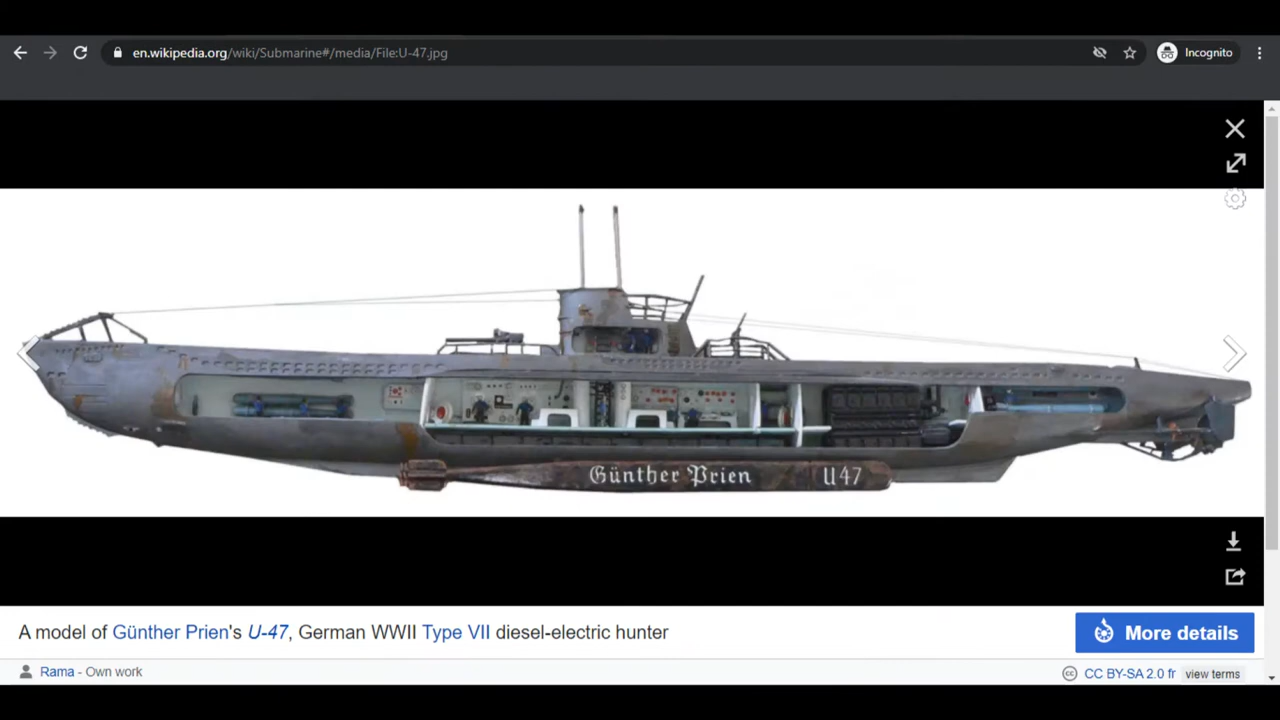 en.wikipedia.org/wiki/Submarine#/media/File:U-47.jpg
Incognito
Günther Prien U47
A model of Günther Prien's U-47, German WWII Type VII diesel-electric hunter
More details
Rama - Own work
CC BY-SA 2.0 fr view terms